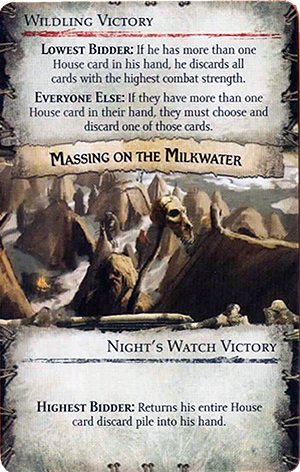 Wildling Victory
Lowest Bidder: If he has more than one
House card in his hand, he discards all
cards with the highest combat strength.
Everyone Else: If they have more than one
House card in their hand, they must choose and
discard one of those cards.
Massing on the Milkwater
Night's Watch Victory
Highest Bidder: Returns his entire House
card discard pile into his hand.